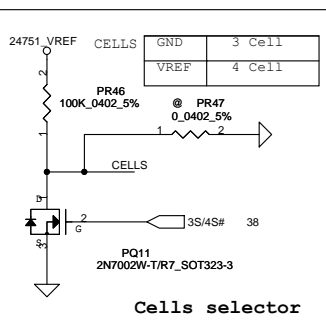 24751_VREF
CELLS GND 3 Cell
VREF 4 Cell
2
PR46
100K_0402_5%
1
@ PR47
0_0402_5%
1 2
CELLS
D
1
2
G
S
3
3S/4S# 38
PQ11
2N7002W-T/R7_SOT323-3
Cells selector